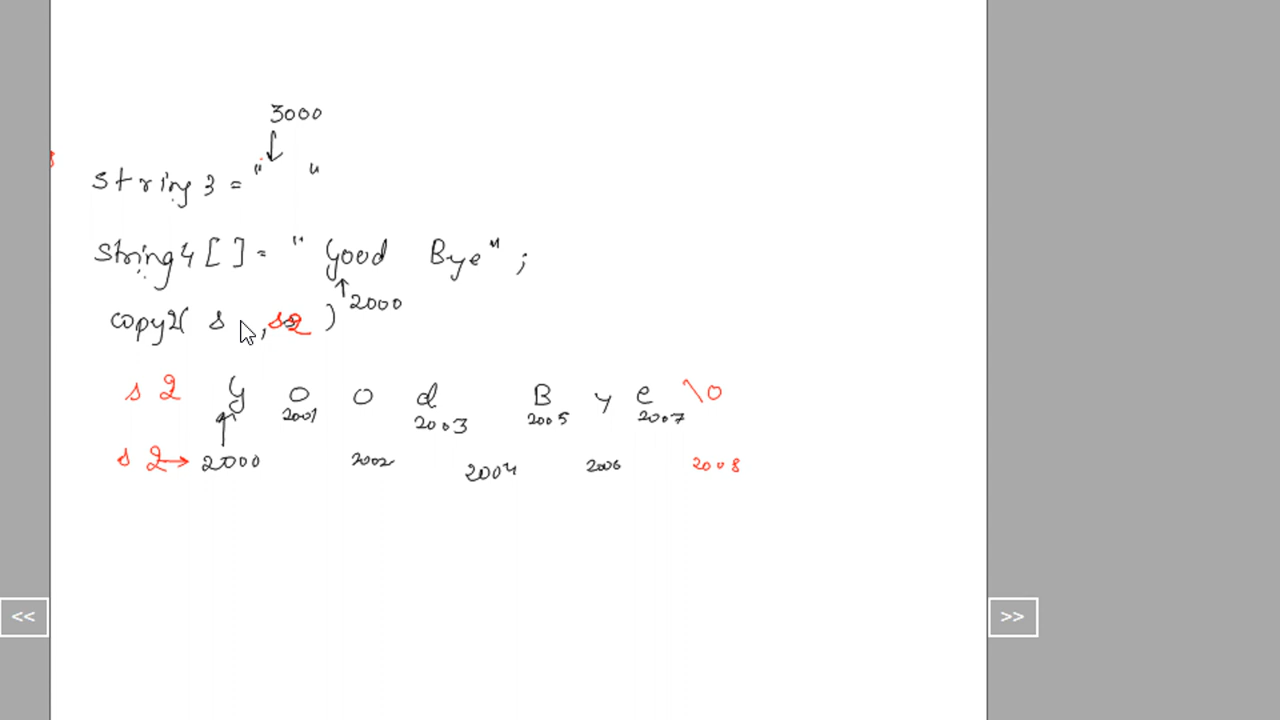 3000
string3 = " "
string4[] = "Good Bye";
2000
copy2( s , s2 )
s2 G o o d B y e \0
2001 2003 2005 2007
s2→ 2000 2002 2004 2006 2008
<<
>>